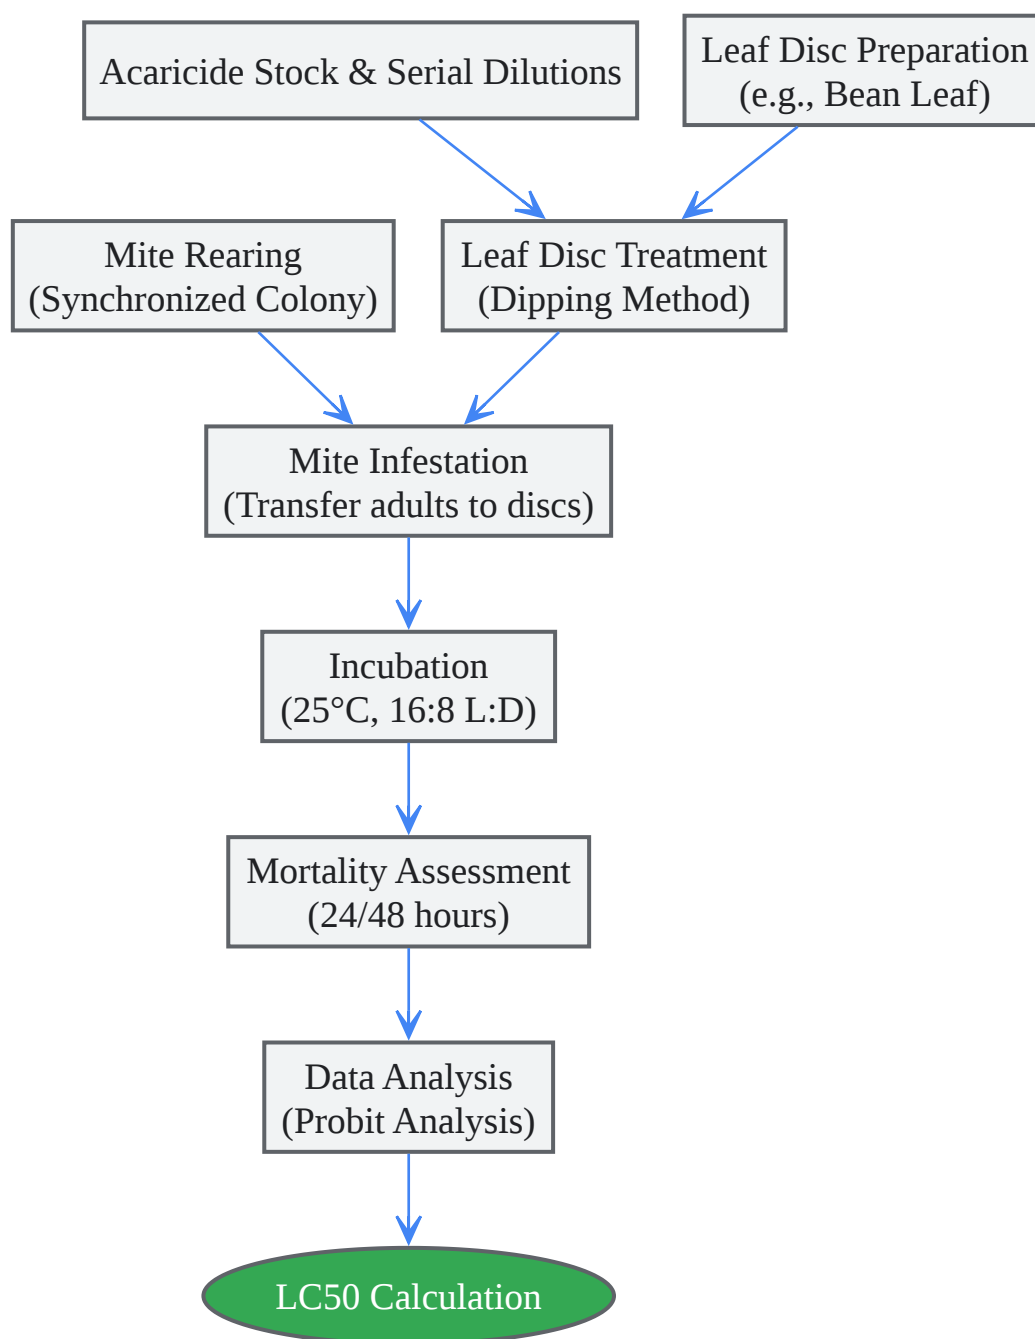 Acaricide Stock & Serial Dilutions
Leaf Disc Preparation
(e.g., Bean Leaf)
Mite Rearing
(Synchronized Colony)
Leaf Disc Treatment
(Dipping Method)
Mite Infestation
(Transfer adults to discs)
Incubation
(25°C, 16:8 L:D)
Mortality Assessment
(24/48 hours)
Data Analysis
(Probit Analysis)
LC50 Calculation